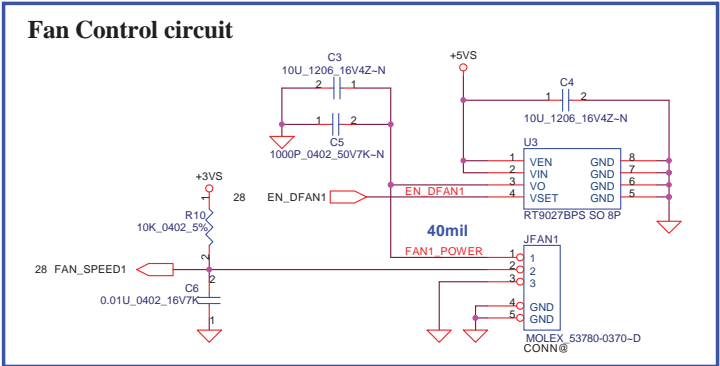 Fan Control circuit
+5VS
C3
10U_1206_16V4Z~N
2 1
C4
1 2
10U_1206_16V4Z~N
1 2
C5
1000P_0402_50V7K~N
U3
1 VEN GND 8
2 VIN GND 7
3 VO GND 6
4 VSET GND 5
RT9027BPS SO 8P
+3VS
28 EN_DFAN1
EN_DFAN1
1
R10
10K_0402_5%
2
40mil
FAN1_POWER
JFAN1
1 1
2 2
3 3
4 GND
5 GND
MOLEX_53780-0370~D
CONN@
28 FAN_SPEED1
2
C6
0.01U_0402_16V7K
1